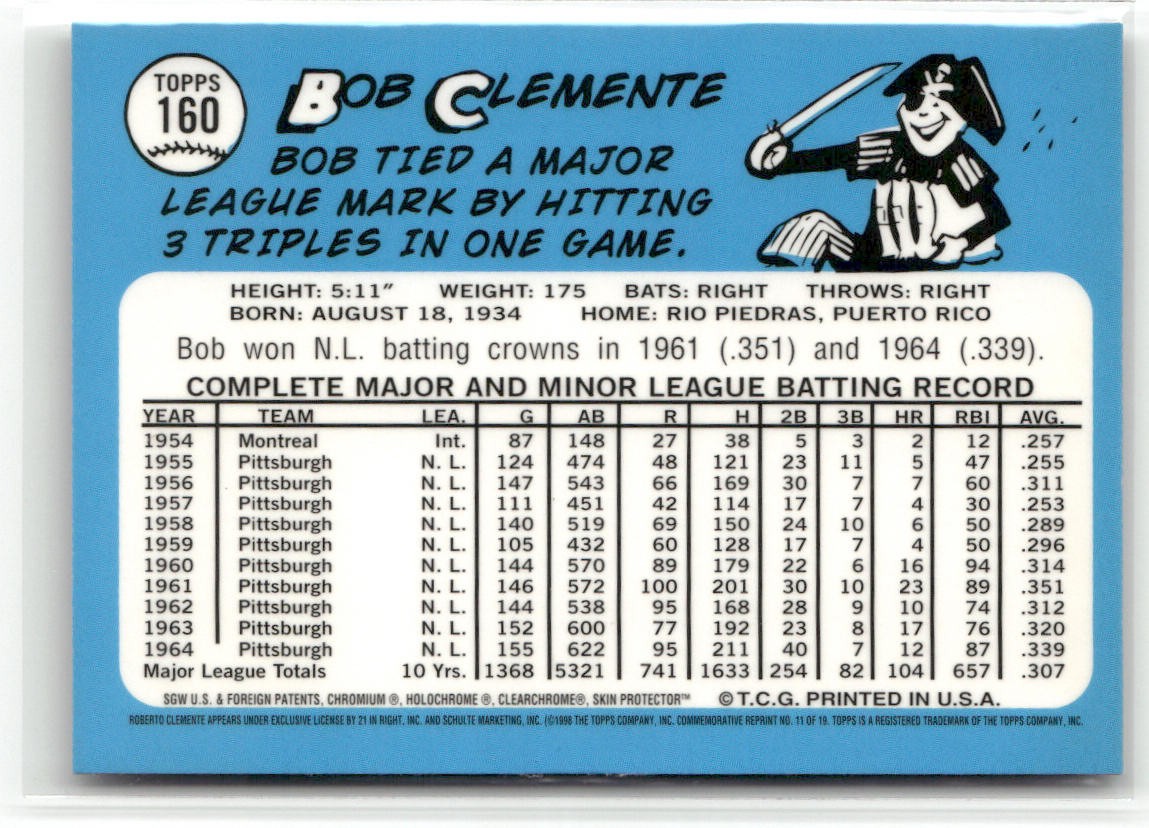 TOPPS
160
BOB CLEMENTE
BOB TIED A MAJOR
LEAGUE MARK BY HITTING
3 TRIPLES IN ONE GAME.
HEIGHT: 5:11" WEIGHT: 175 BATS: RIGHT THROWS: RIGHT
BORN: AUGUST 18, 1934 HOME: RIO PIEDRAS, PUERTO RICO
Bob won N.L. batting crowns in 1961 (.351) and 1964 (.339).
COMPLETE MAJOR AND MINOR LEAGUE BATTING RECORD
YEAR TEAM LEA. G AB R H 2B 3B HR RBI AVG.
1954 Montreal Int. 87 148 27 38 5 3 2 12 .257
1955 Pittsburgh N. L. 124 474 48 121 23 11 5 47 .255
1956 Pittsburgh N. L. 147 543 66 169 30 7 7 60 .311
1957 Pittsburgh N. L. 111 451 42 114 17 7 4 30 .253
1958 Pittsburgh N. L. 140 519 69 150 24 10 6 50 .289
1959 Pittsburgh N. L. 105 432 60 128 17 7 4 50 .296
1960 Pittsburgh N. L. 144 570 89 179 22 6 16 94 .314
1961 Pittsburgh N. L. 146 572 100 201 30 10 23 89 .351
1962 Pittsburgh N. L. 144 538 95 168 28 9 10 74 .312
1963 Pittsburgh N. L. 152 600 77 192 23 8 17 76 .320
1964 Pittsburgh N. L. 155 622 95 211 40 7 12 87 .339
Major League Totals 10 Yrs. 1368 5321 741 1633 254 82 104 657 .307
SGW U.S. & FOREIGN PATENTS, CHROMIUM ®, HOLOCHROME ®, CLEARCHROME®, SKIN PROTECTOR™ © T.C.G. PRINTED IN U.S.A.
ROBERTO CLEMENTE APPEARS UNDER EXCLUSIVE LICENSE BY 21 IN RIGHT, INC. AND SCHULTE MARKETING, INC. (©1998 THE TOPPS COMPANY, INC. COMMEMORATIVE REPRINT NO. 11 OF 19. TOPPS IS A REGISTERED TRADEMARK OF THE TOPPS COMPANY, INC.